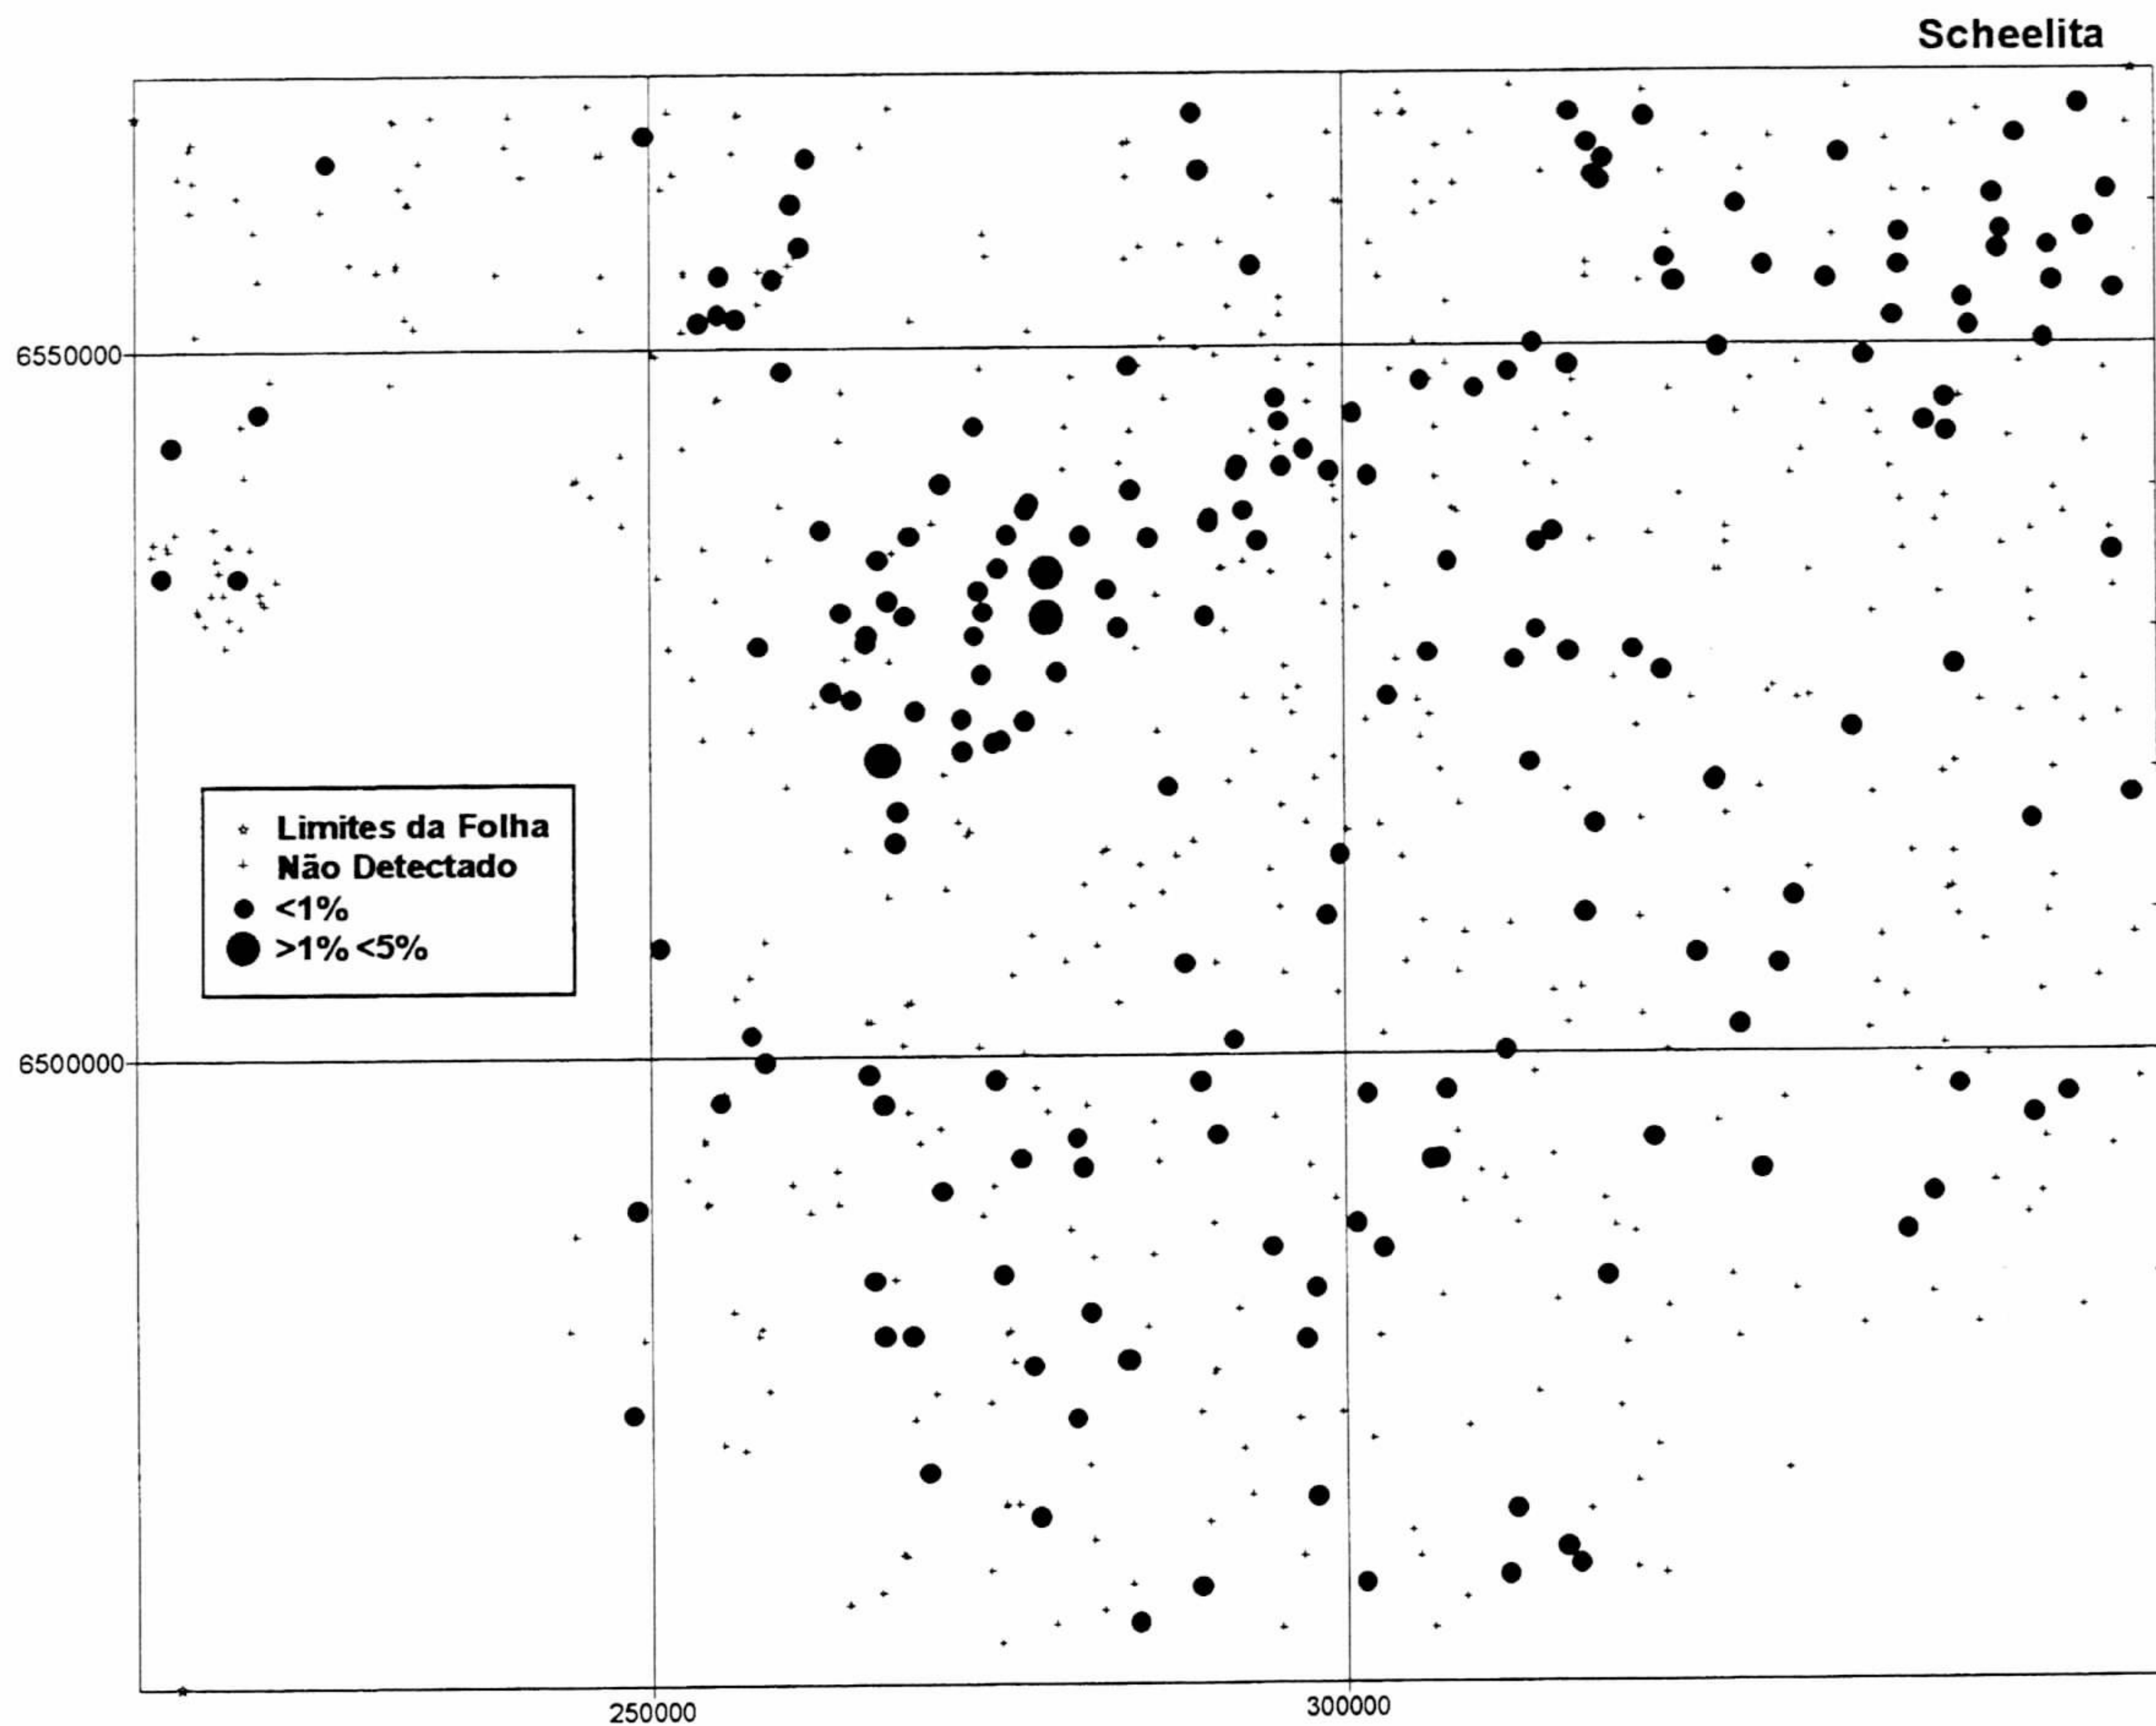 Scheelita
6550000
Limites da Folha
Não Detectado
<1%
>1% <5%
6500000
250000
300000